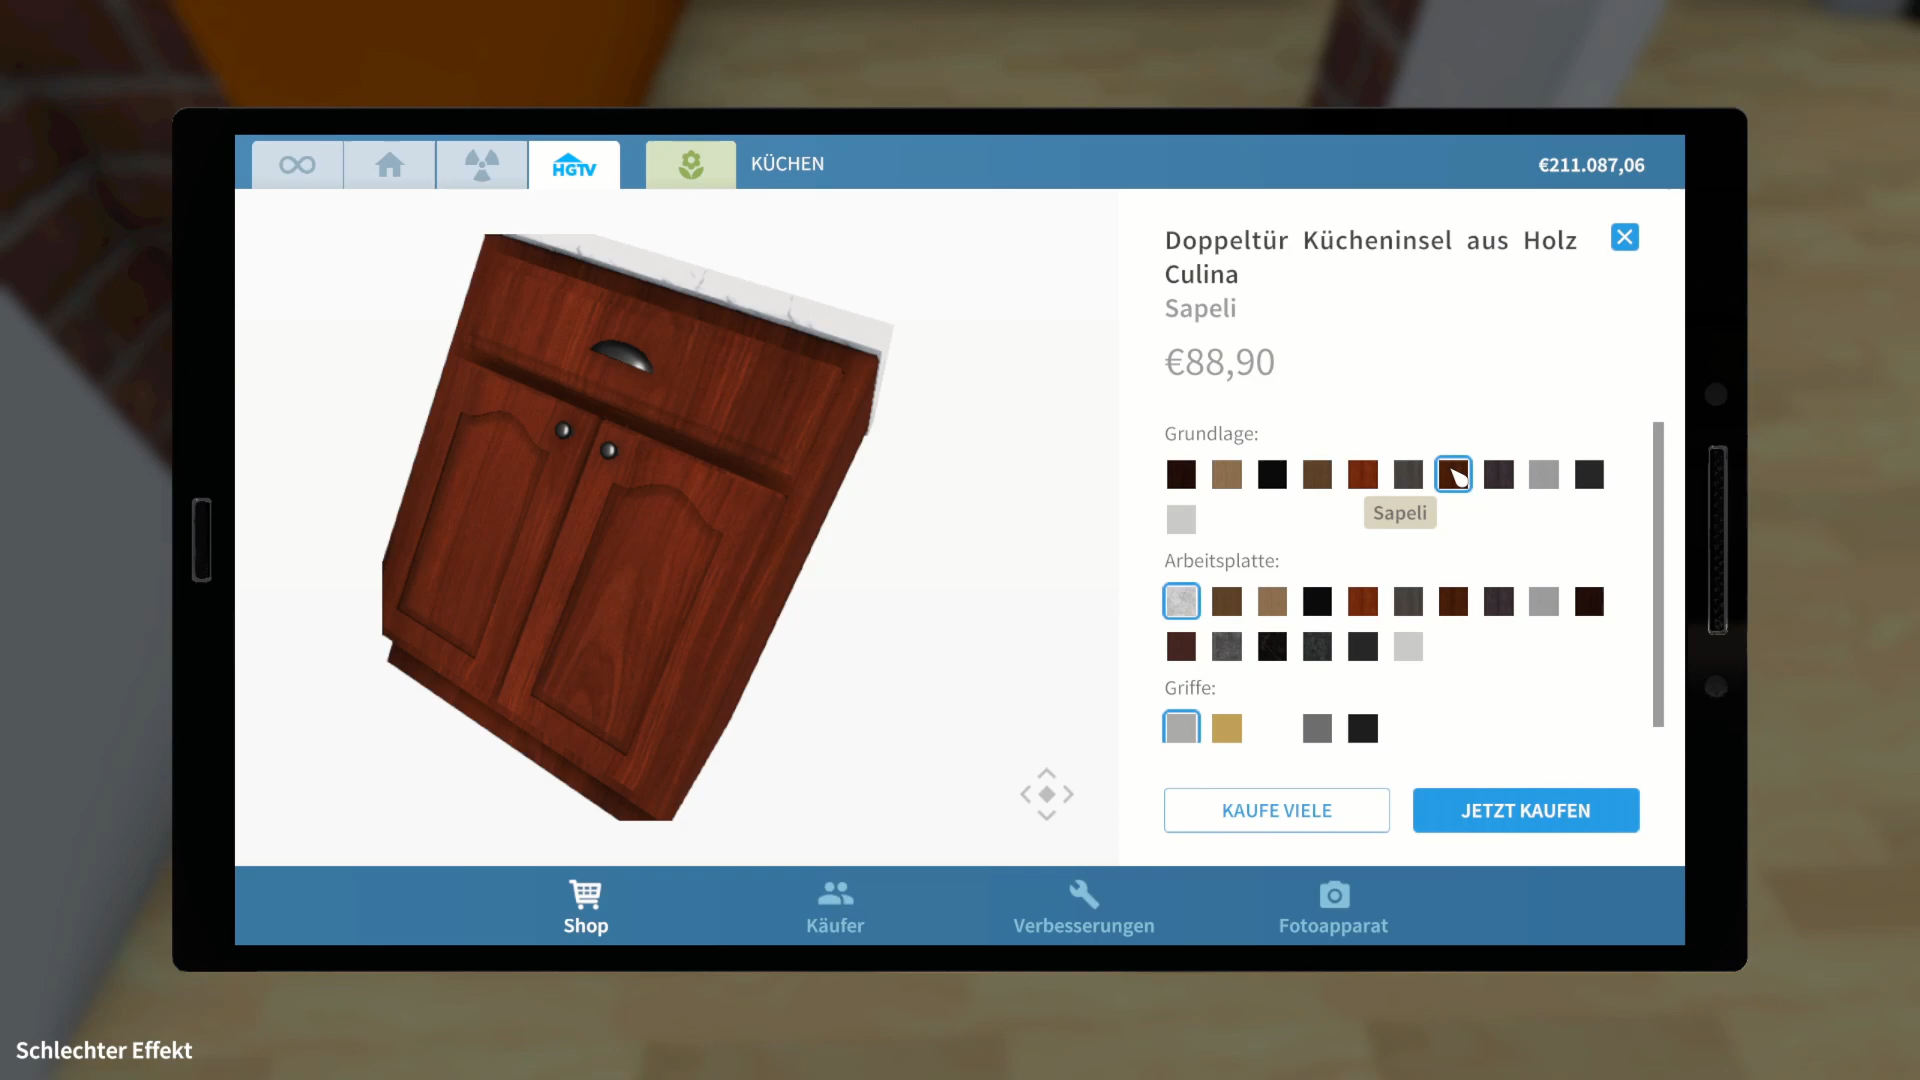 HGTV
KÜCHEN
€211.087,06
Doppeltür Kücheninsel aus Holz
Culina
Sapeli
€88,90
Grundlage:
Sapeli
Arbeitsplatte:
Griffe:
KAUFE VIELE
JETZT KAUFEN
Shop
Käufer
Verbesserungen
Fotoapparat
Schlechter Effekt